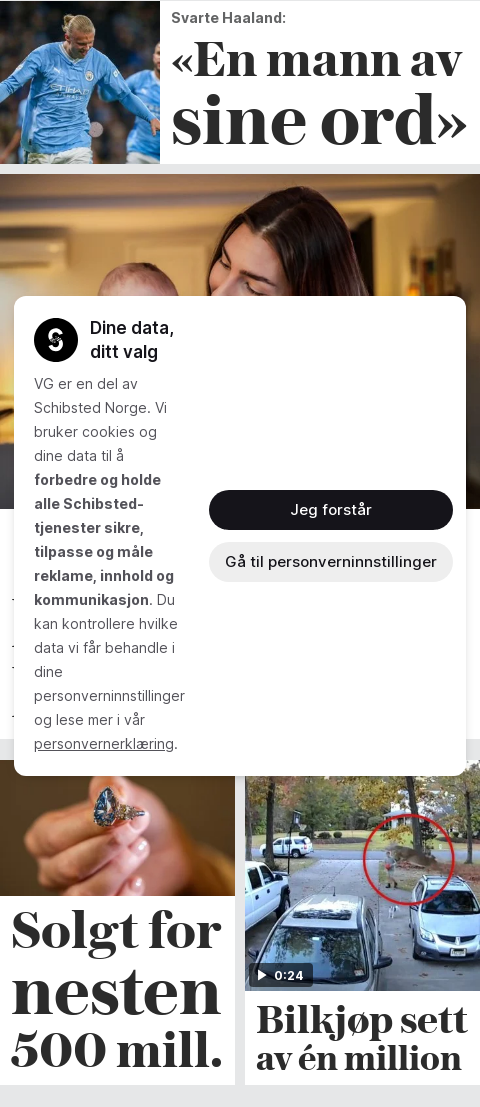 Svarte Haaland:
«En mann av
sine ord»
Dine data,
ditt valg
VG er en del av
Schibsted Norge. Vi
bruker cookies og
dine data til å
forbedre og holde
alle Schibsted-
tjenester sikre,
tilpasse og måle
reklame, innhold og
kommunikasjon. Du
kan kontrollere hvilke
data vi får behandle i
dine
personverninnstillinger
og lese mer i vår
personvernerklæring.
Jeg forstår
Gå til personverninnstillinger
Solgt for
nesten
500 mill.
0:24
Bilkjøp sett
av én million